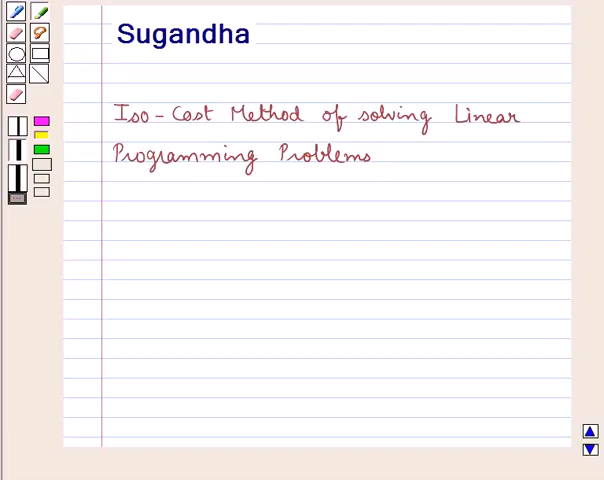 Sugandha
Iso-Cost Method of solving Linear
Programming Problems